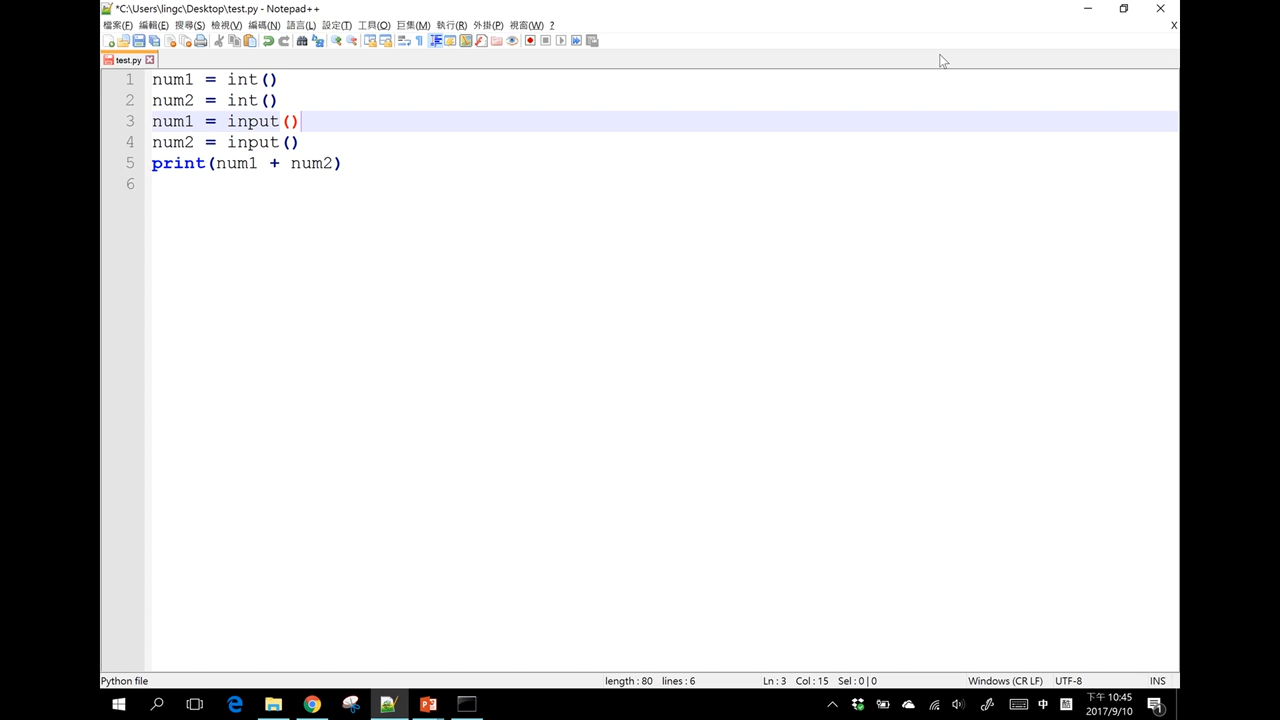 *C:\Users\lingc\Desktop\test.py - Notepad++
檔案(F) 編輯(E) 搜尋(S) 檢視(V) 編碼(N) 語言(L) 設定(T) 工具(O) 巨集(M) 執行(R) 外掛(P) 視窗(W) ? X
test.py
1 num1 = int()
2 num2 = int()
3 num1 = input()
4 num2 = input()
5 print(num1 + num2)
6
Python file length : 80 lines : 6 Ln : 3 Col : 15 Sel : 0 | 0 Windows (CR LF) UTF-8 INS
中 下午 10:45
2017/9/10